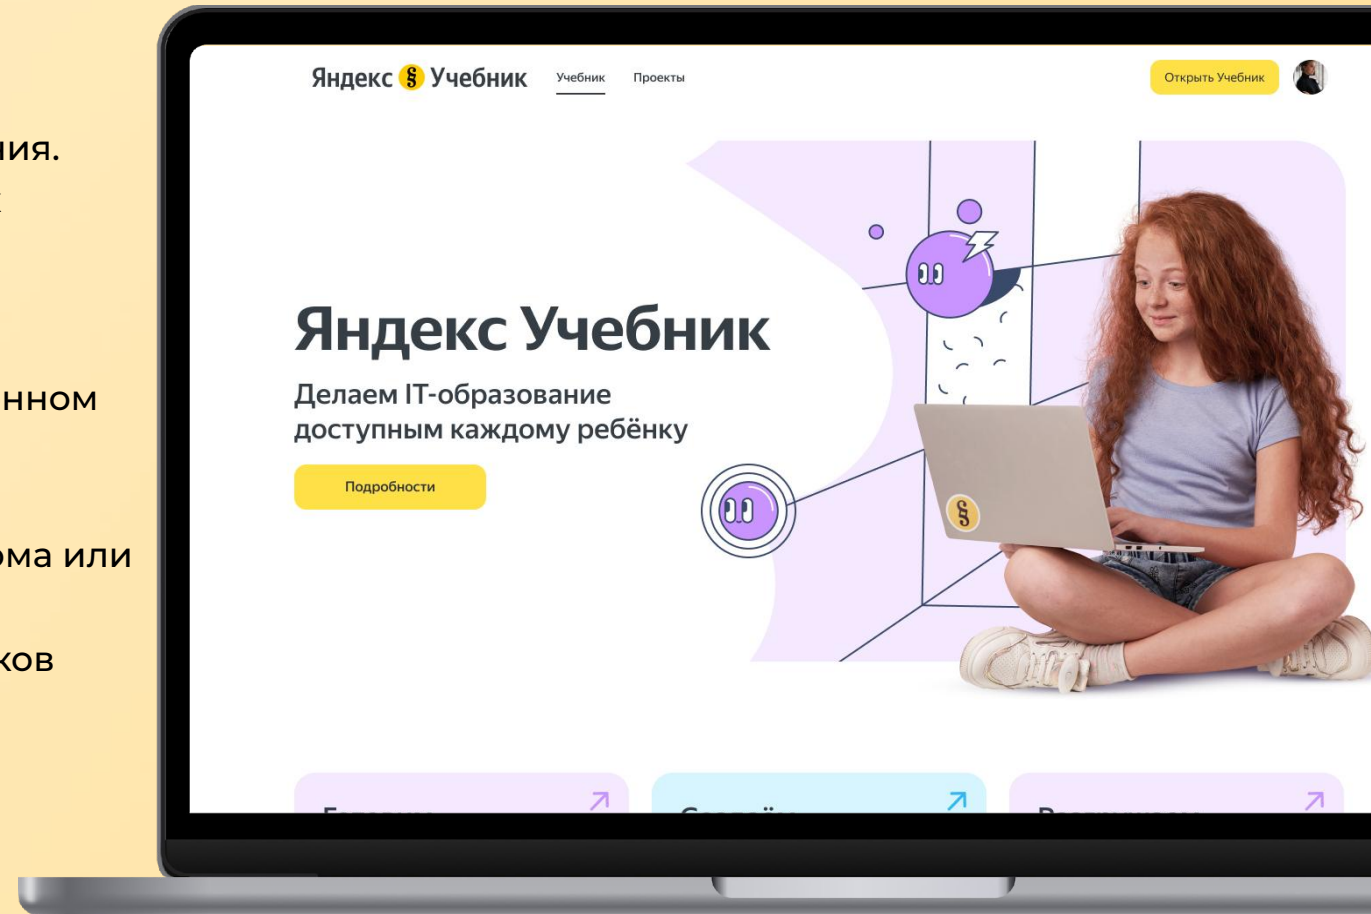 ния.
нном
ома или
ков
Яндекс Учебник
Учебник
Проекты
Открыть Учебник
Яндекс Учебник
Делаем IT-образование
доступным каждому ребёнку
Подробности